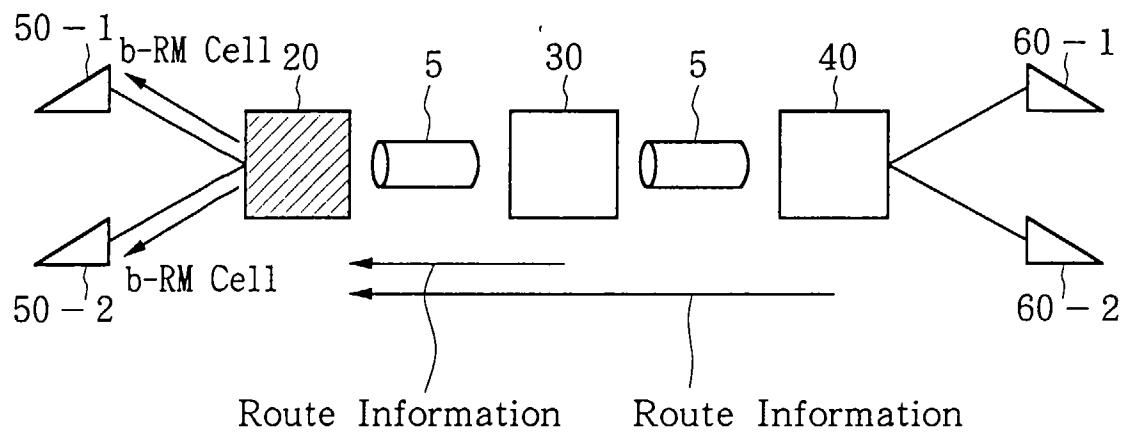 50-1
b-RM Cell
20
5
30
5
40
60-1
50-2
b-RM Cell
60-2
Route Information
Route Information